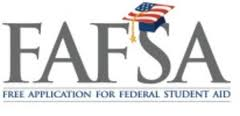 FAFSA
FREE APPLICATION FOR FEDERAL STUDENT AID